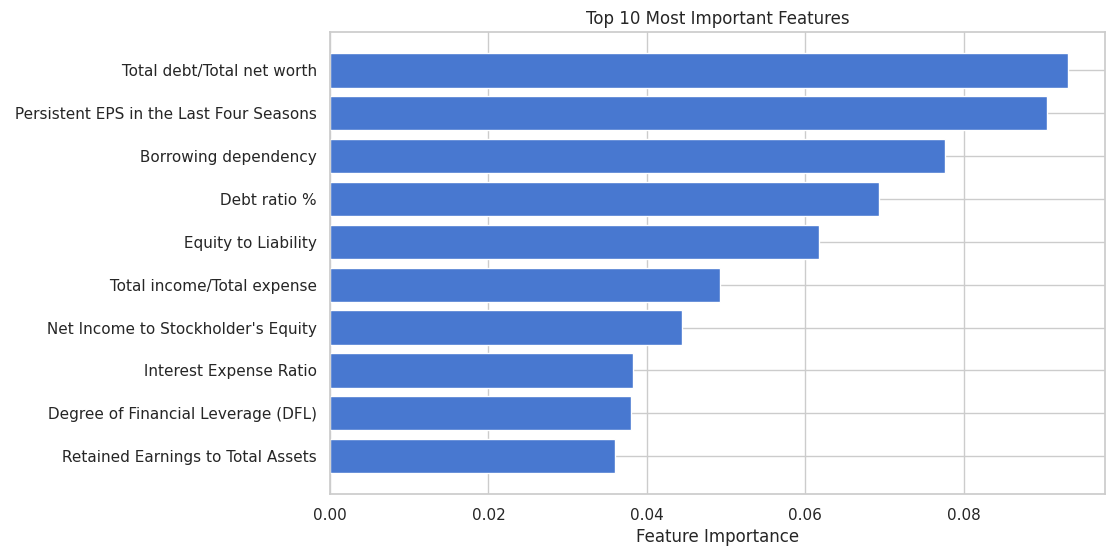 Top 10 Most Important Features
Total debt/Total net worth
Persistent EPS in the Last Four Seasons
Borrowing dependency
Debt ratio %
Equity to Liability
Total income/Total expense
Net Income to Stockholder's Equity
Interest Expense Ratio
Degree of Financial Leverage (DFL)
Retained Earnings to Total Assets
0.00 0.02 0.04 0.06 0.08
Feature Importance